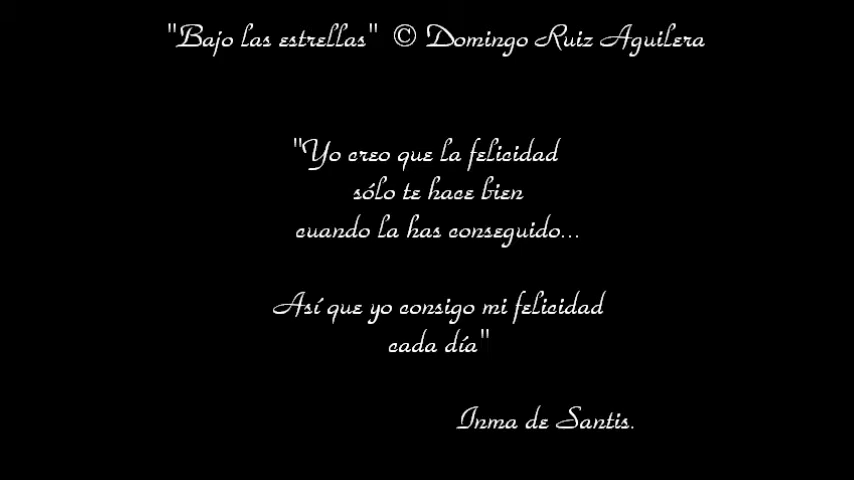 "Bajo las estrellas" © Domingo Ruiz Aguilera
"Yo creo que la felicidad
sólo te hace bien
cuando la has conseguido...
Así que yo consigo mi felicidad
cada día"
Inma de Santis.